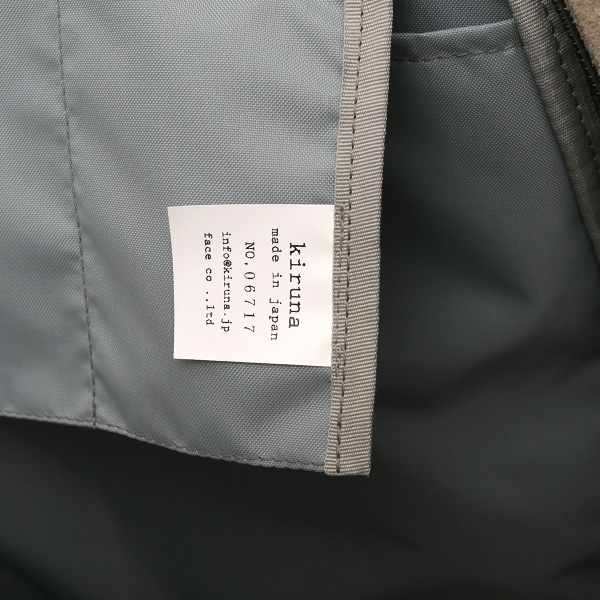 kiruna
made in japan
NO,06717
info@kiruna.jp
face co .,ltd